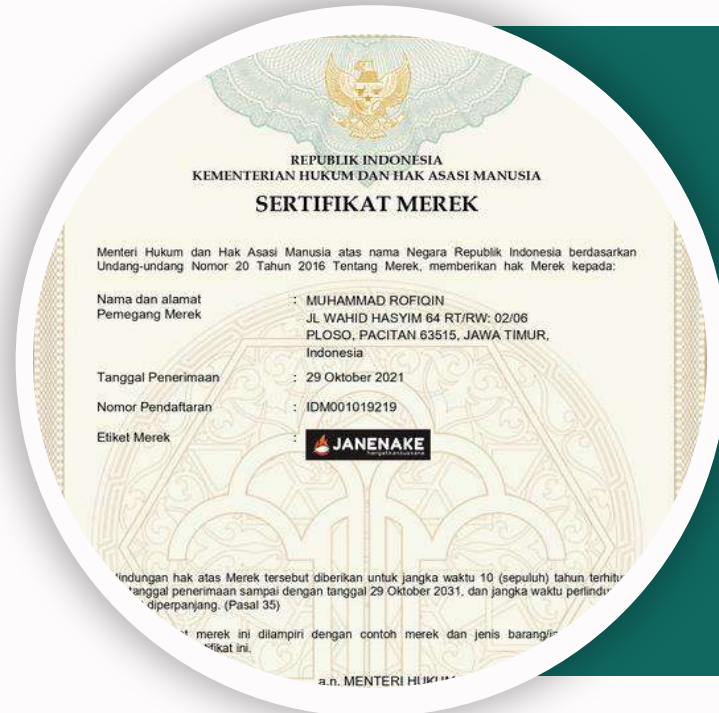 REPUBLIK INDONESIA
KEMENTERIAN HUKUM DAN HAK ASASI MANUSIA
SERTIFIKAT MEREK
Menteri Hukum dan Hak Asasi Manusia atas nama Negara Republik Indonesia berdasarkan
Undang-undang Nomor 20 Tahun 2016 Tentang Merek, memberikan hak Merek kepada:
Nama dan alamat : MUHAMMAD ROFIQIN
Pemegang Merek JL WAHID HASYIM 64 RT/RW: 02/06
PLOSO, PACITAN 63515, JAWA TIMUR,
Indonesia
Tanggal Penerimaan : 29 Oktober 2021
Nomor Pendaftaran : IDM001019219
Etiket Merek : JANENAKE
hangatkan suasana
hak atas Merek tersebut diberikan untuk jangka waktu 10 (sepuluh) tahun
tanggal penerimaan sampai dengan tanggal 29 Oktober 2031, dan jangka waktu
diperpanjang. (Pasal 35)
merek ini dilampiri dengan contoh merek dan jenis
ini.
a.n. MENTERI